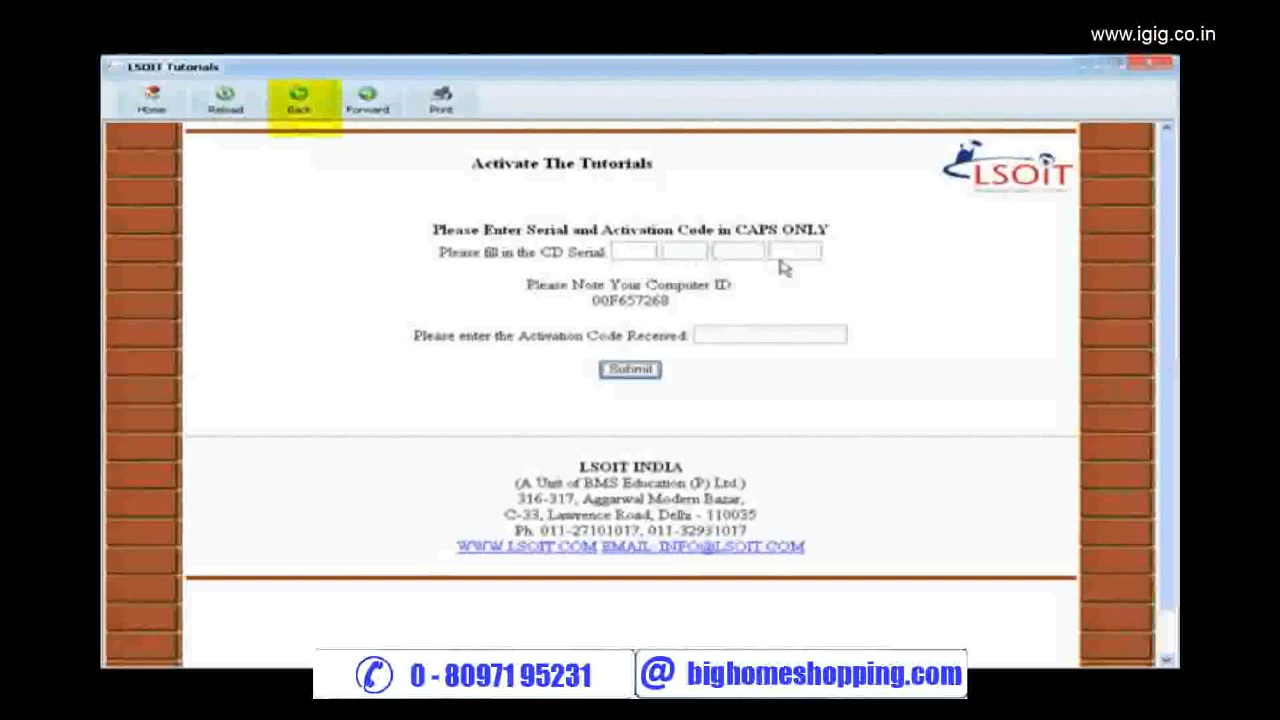 www.igig.co.in
LSOIT Tutorials
Home Reload Back Forward Print
Activate The Tutorials
LSOiT
Please Enter Serial and Activation Code in CAPS ONLY
Please fill in the CD Serial
Please Note Your Computer ID
00F657268
Please enter the Activation Code Received
Submit
LSOIT INDIA
(A Unit of BMS Education (P) Ltd.)
316-317, Aggarwal Modern Bazar,
C-33, Lawrence Road, Delhi - 110035
Ph. 011-27101017, 011-32931017
WWW.LSOIT.COM EMAIL INFO@LSOIT.COM
0 - 8097195231
@ bighomeshopping.com